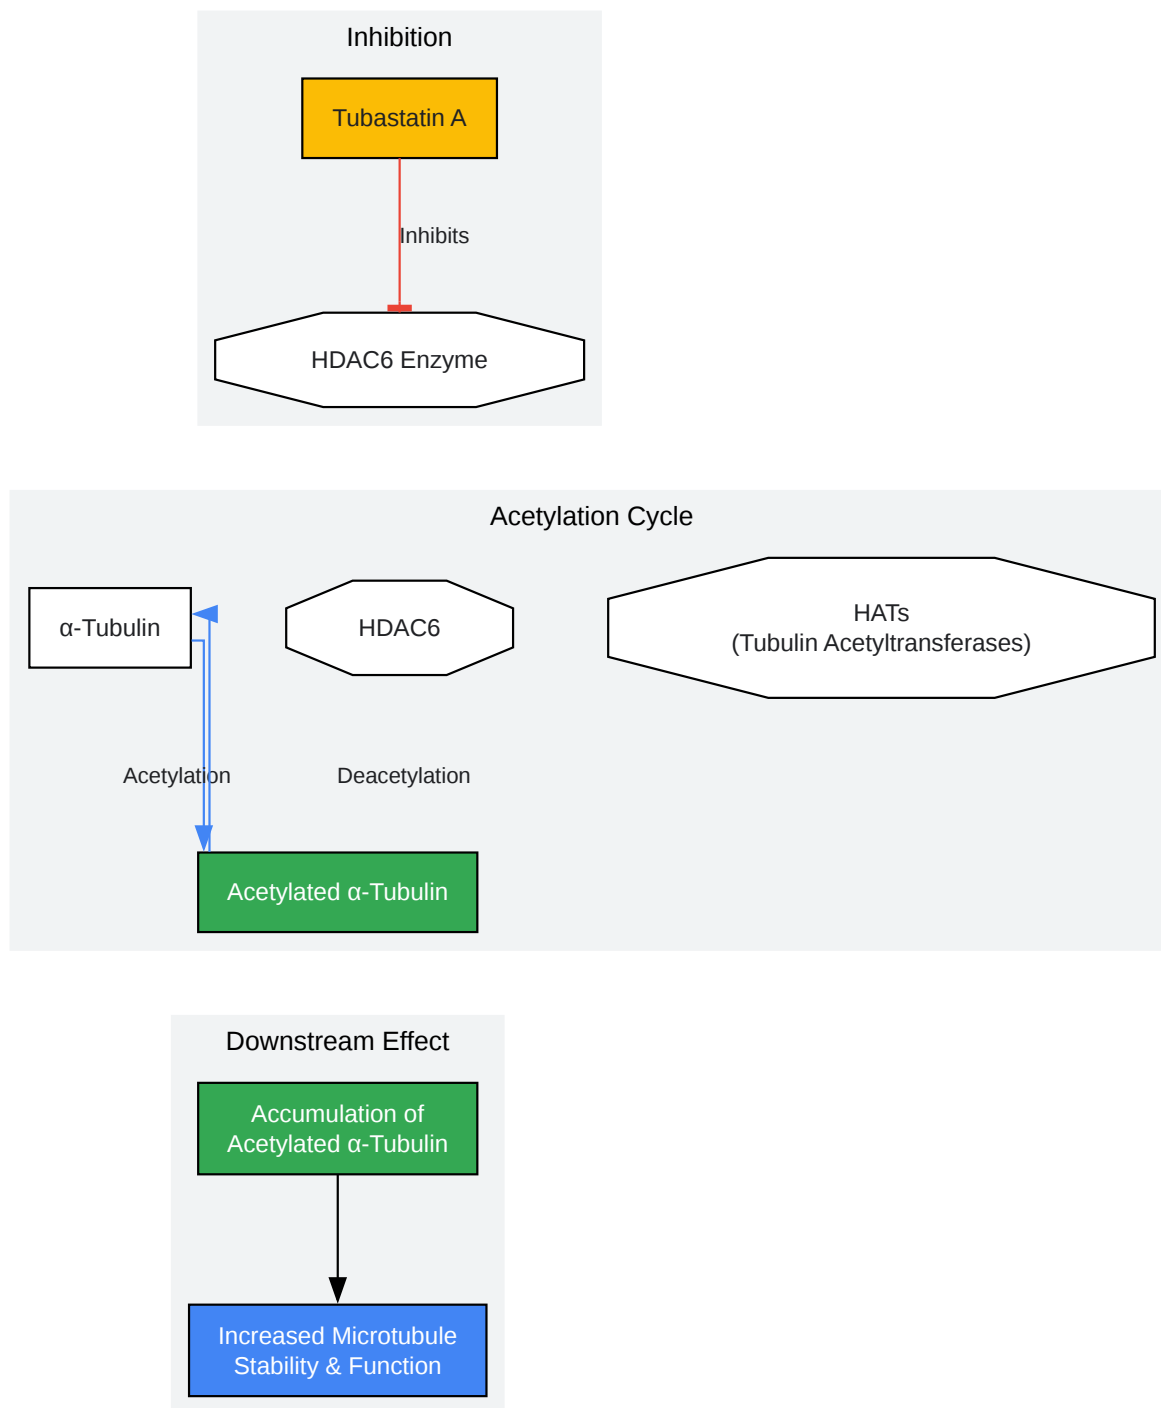 Inhibition
Tubastatin A
Inhibits
HDAC6 Enzyme
Acetylation Cycle
α-Tubulin
HDAC6
HATs
(Tubulin Acetyltransferases)
Acetylation
Deacetylation
Acetylated α-Tubulin
Downstream Effect
Accumulation of
Acetylated α-Tubulin
Increased Microtubule
Stability & Function